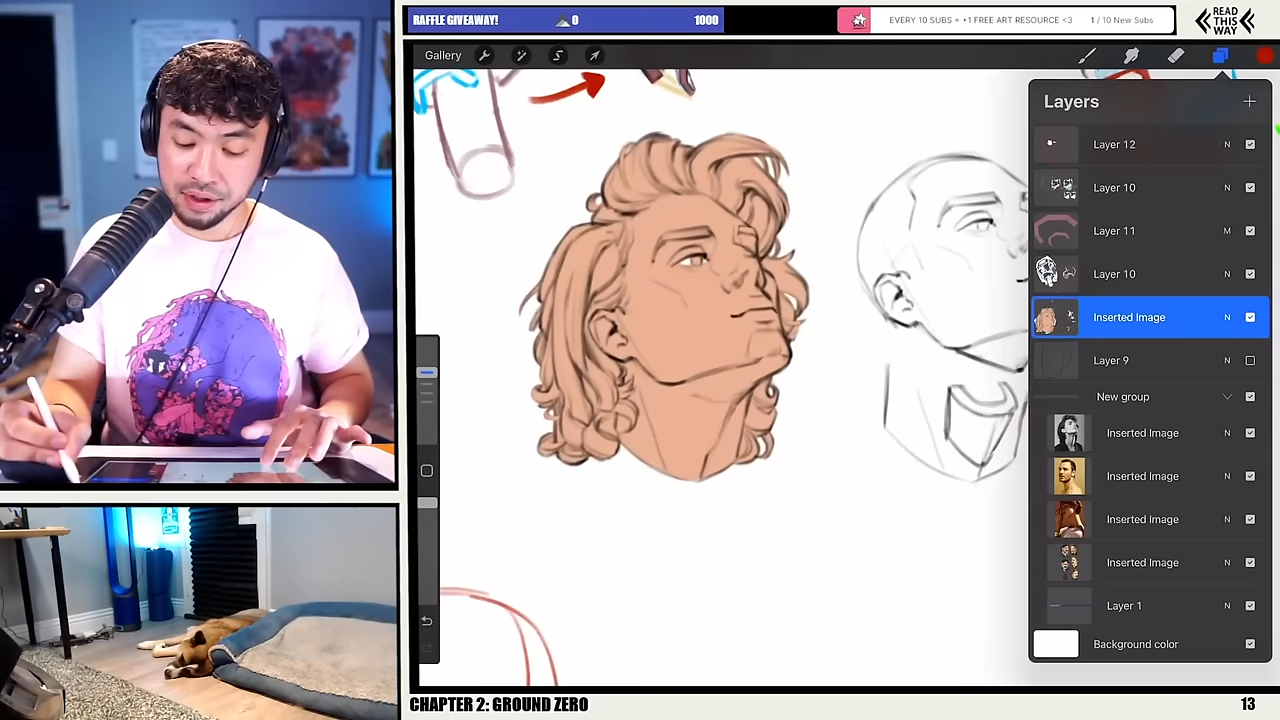 RAFFLE GIVEAWAY!
0
1000
EVERY 10 SUBS = +1 FREE ART RESOURCE <3
1 / 10 New Subs
READ
THIS
WAY
Gallery
Layers
Layer 12 N
Layer 10 N
Layer 11 M
Layer 10 N
Inserted Image N
Layer 9 N
New group
Inserted Image N
Inserted Image N
Inserted Image N
Inserted Image N
Layer 1 N
Background color
CHAPTER 2: GROUND ZERO
13